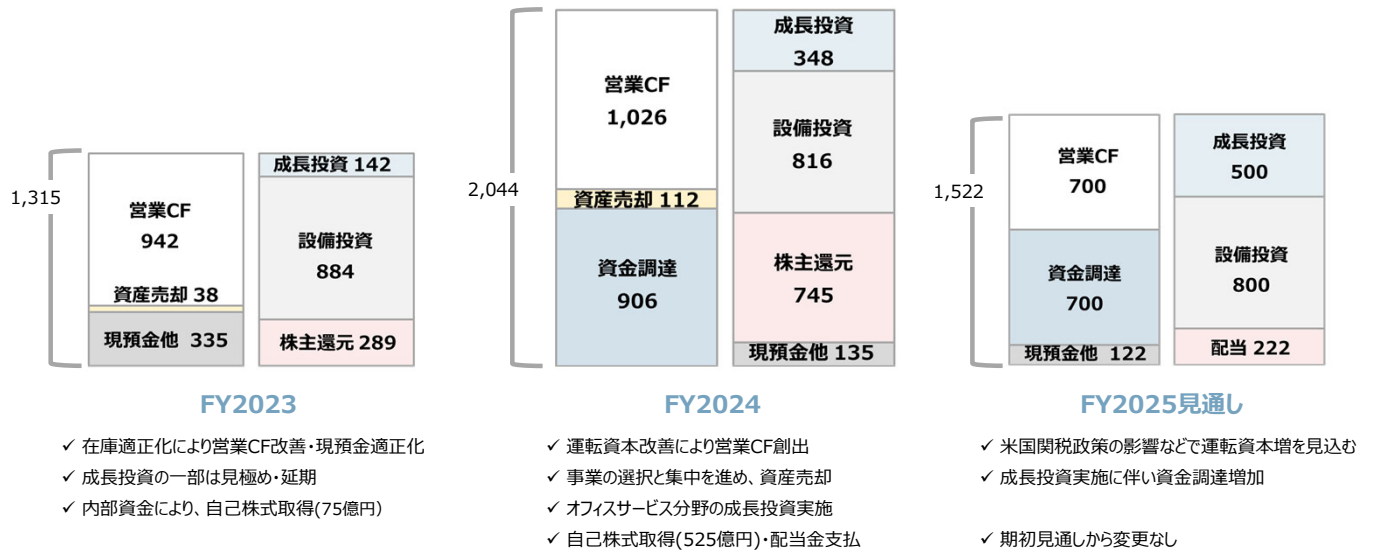 1,315
営業CF
942
資産売却 38
現預金他 335
成長投資 142
設備投資
884
株主還元 289
FY2023
✓ 在庫適正化により営業CF改善・現預金適正化
✓ 成長投資の一部は見極め・延期
✓ 内部資金により、自己株式取得(75億円)
2,044
営業CF
1,026
資産売却 112
資金調達
906
成長投資
348
設備投資
816
株主還元
745
現預金他 135
FY2024
✓ 運転資本改善により営業CF創出
✓ 事業の選択と集中を進め、資産売却
✓ オフィスサービス分野の成長投資実施
✓ 自己株式取得(525億円)・配当金支払
1,522
営業CF
700
資金調達
700
現預金他 122
成長投資
500
設備投資
800
配当 222
FY2025見通し
✓ 米国関税政策の影響などで運転資本増を見込む
✓ 成長投資実施に伴い資金調達増加
✓ 期初見通しから変更なし